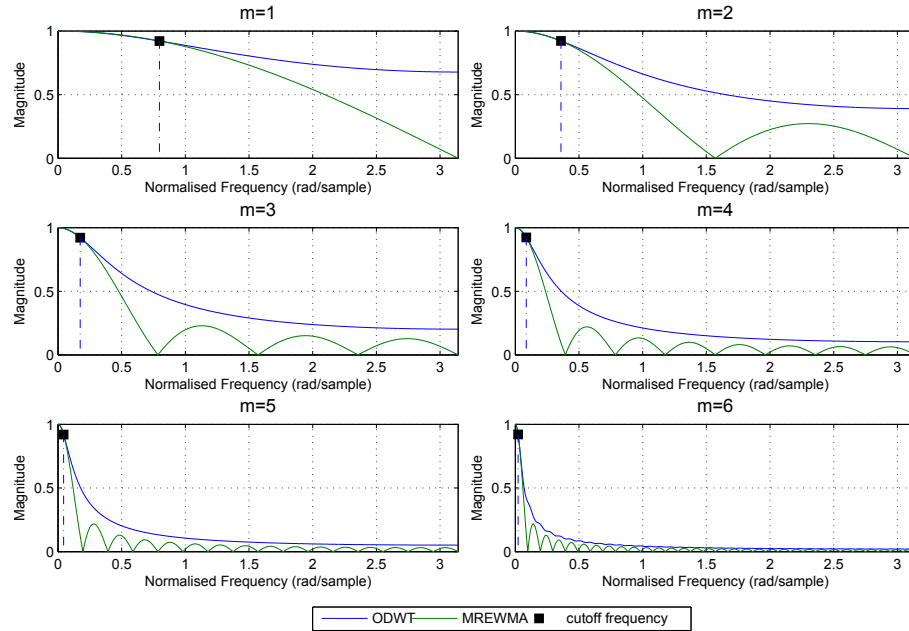 m=1
1
0.5
0
Magnitude
0 0.5 1 1.5 2 2.5 3
Normalised Frequency (rad/sample)
m=2
1
0.5
0
Magnitude
0 0.5 1 1.5 2 2.5 3
Normalised Frequency (rad/sample)
m=3
1
0.5
0
Magnitude
0 0.5 1 1.5 2 2.5 3
Normalised Frequency (rad/sample)
m=4
1
0.5
0
Magnitude
0 0.5 1 1.5 2 2.5 3
Normalised Frequency (rad/sample)
m=5
1
0.5
0
Magnitude
0 0.5 1 1.5 2 2.5 3
Normalised Frequency (rad/sample)
m=6
1
0.5
0
Magnitude
0 0.5 1 1.5 2 2.5 3
Normalised Frequency (rad/sample)
ODWT MREWMA cutoff frequency